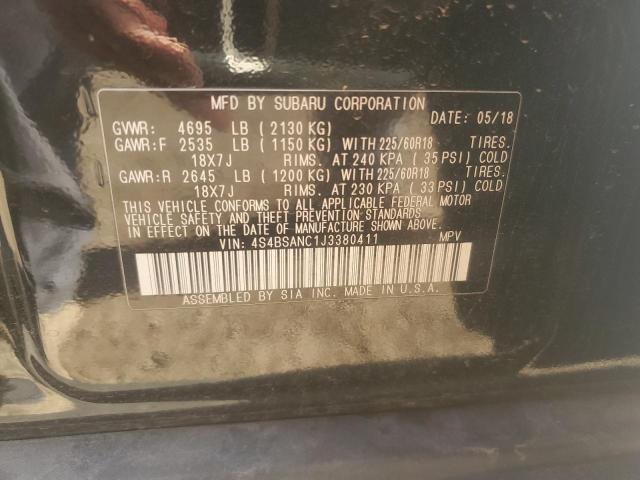 MFD BY SUBARU CORPORATION
DATE: 05/18
GVWR: 4695 LB ( 2130 KG)
GAWR:F 2535 LB ( 1150 KG) WITH 225/60R18 TIRES.
18X7J RIMS. AT 240 KPA ( 35 PSI) COLD
GAWR:R 2645 LB ( 1200 KG) WITH 225/60R18 TIRES.
18X7J RIMS. AT 230 KPA ( 33 PSI) COLD
THIS VEHICLE CONFORMS TO ALL APPLICABLE FEDERAL MOTOR
VEHICLE SAFETY AND THEFT PREVENTION STANDARDS
IN EFFECT ON THE DATE OF MANUFACTURE SHOWN ABOVE.
VIN: 4S4BSANC1J3380411 MPV
ASSEMBLED BY SIA INC. MADE IN U.S.A.